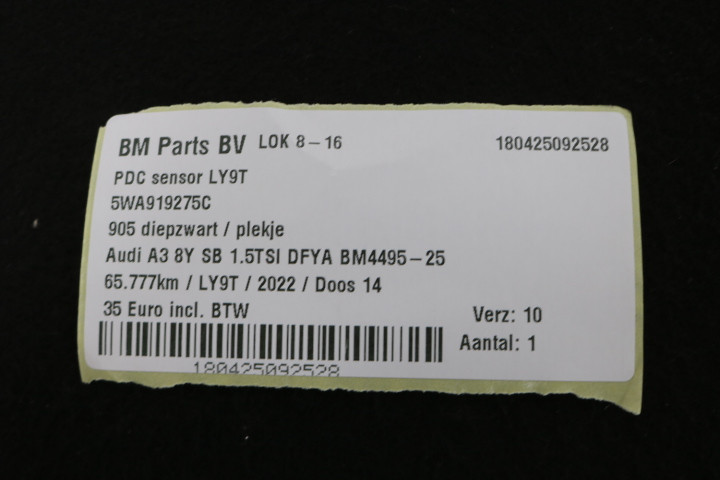 BM Parts BV LOK 8-16 180425092528
PDC sensor LY9T
5WA919275C
905 diepzwart / plekje
Audi A3 8Y SB 1.5TSI DFYA BM4495-25
65.777km / LY9T / 2022 / Doos 14
35 Euro incl. BTW Verz: 10
Aantal: 1
180425092528